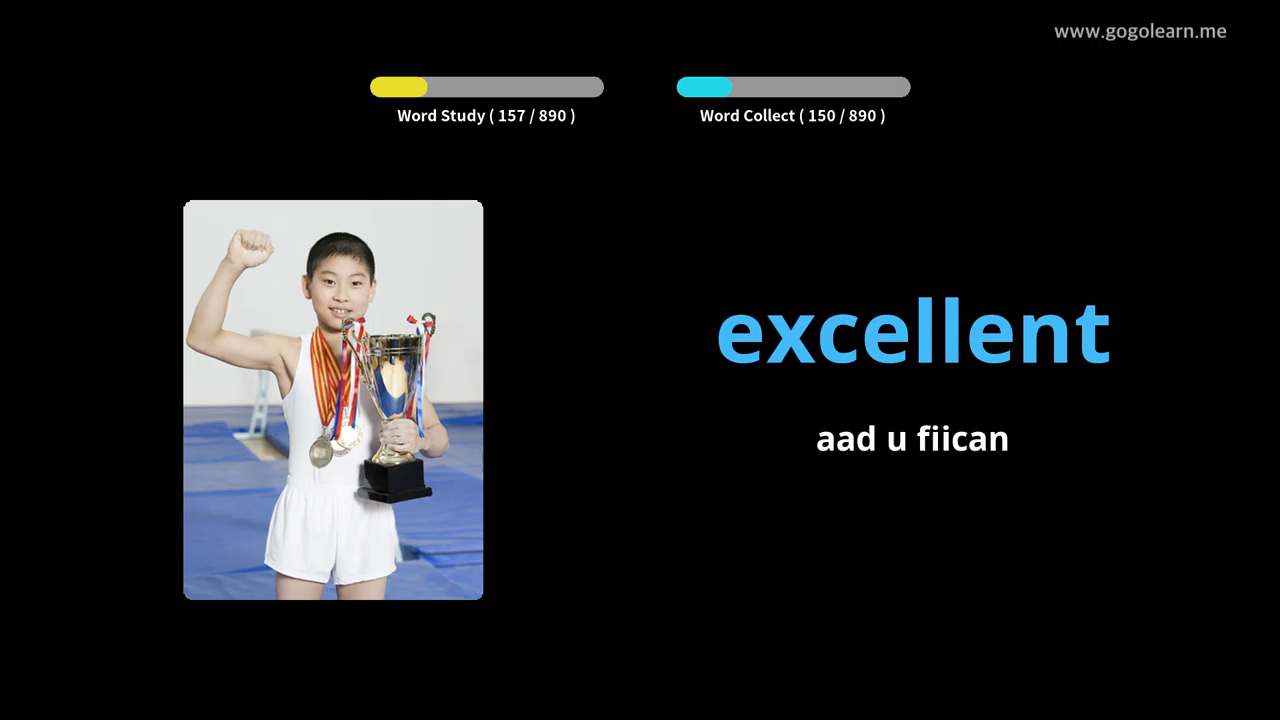 www.gogolearn.me
Word Study ( 157 / 890 )
Word Collect ( 150 / 890 )
excellent
aad u fiican